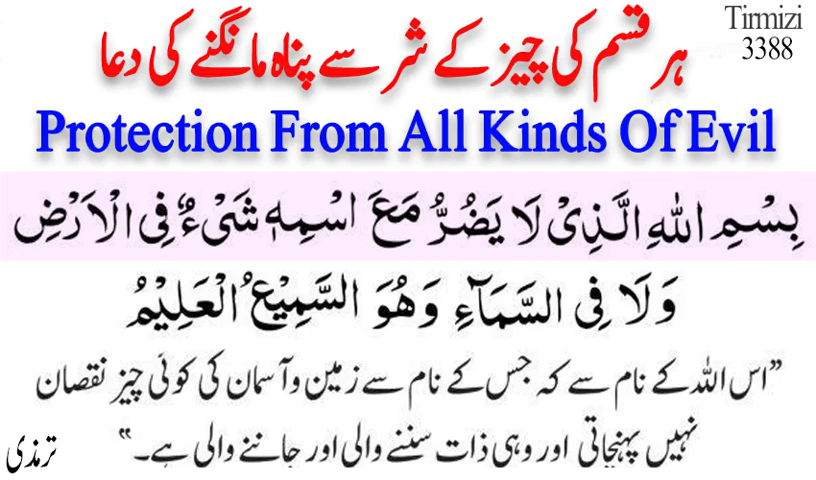 Tirmizi
3388
ہر قسم کی چیز کے شر سے پناہ مانگنے کی دعا
Protection From All Kinds Of Evil
بِسْمِ اللّٰهِ الَّذِیْ لَا یَضُرُّ مَعَ اسْمِهٖ شَیْءٌ فِی الْاَرْضِ
وَلَا فِی السَّمَآءِ وَهُوَ السَّمِیْعُ الْعَلِیْمُ
”اس اللہ کے نام سے کہ جس کے نام سے زمین و آسمان کی کوئی چیز نقصان
نہیں پہنچاتی اور وہی ذات سننے والی اور جاننے والی ہے۔“
ترمذی